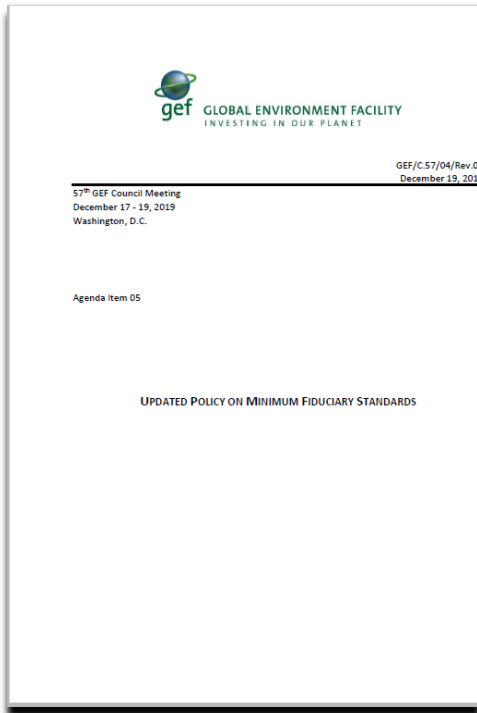 gef GLOBAL ENVIRONMENT FACILITY
INVESTING IN OUR PLANET
GEF/C.57/04/Rev.0
December 19, 201
57th GEF Council Meeting
December 17 - 19, 2019
Washington, D.C.
Agenda Item 05
UPDATED POLICY ON MINIMUM FIDUCIARY STANDARDS